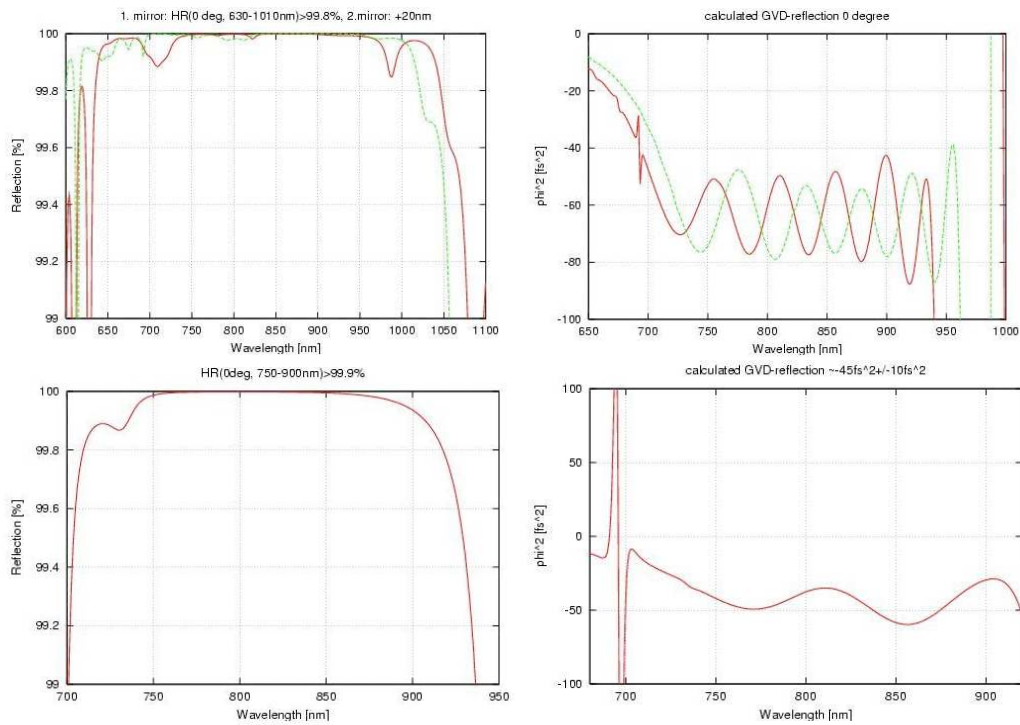 1. mirror: HR(0 deg, 630-1010nm)>99.8%, 2.mirror: +20nm
Reflection [%]
100
99.8
99.6
99.4
99.2
99
600 650 700 750 800 850 900 950 1000 1050 1100
Wavelength [nm]
calculated GVD-reflection 0 degree
phi^2 [fs^2]
0
-20
-40
-60
-80
-100
650 700 750 800 850 900 950 1000
Wavelength [nm]
HR(0deg, 750-900nm)>99.9%
Reflection [%]
100
99.8
99.6
99.4
99.2
99
700 750 800 850 900 950
Wavelength [nm]
calculated GVD-reflection ~-45fs^2+/-10fs^2
phi^2 [fs^2]
100
50
0
-50
-100
700 750 800 850 900
Wavelength [nm]